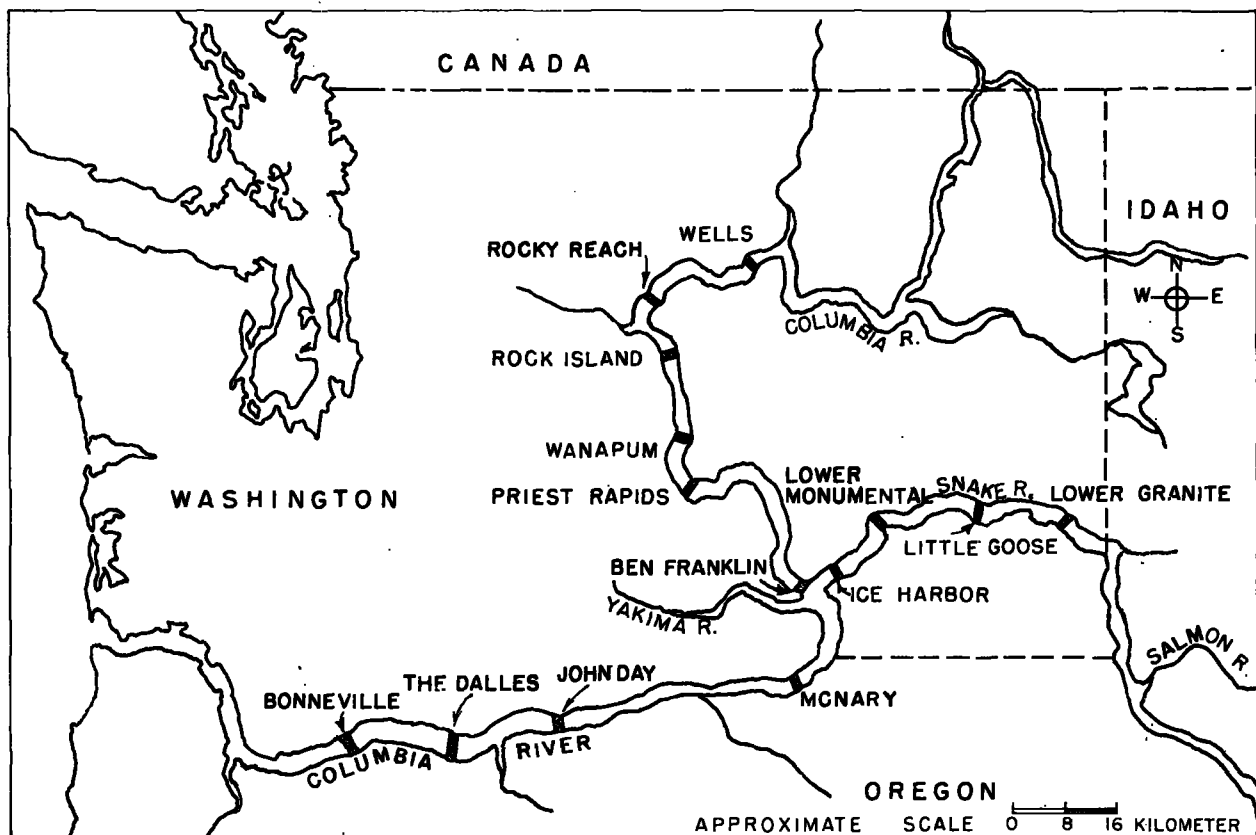 CANADA
IDAHO
N
W E
S
WELLS
ROCKY REACH
COLUMBIA R.
ROCK ISLAND
WANAPUM
PRIEST RAPIDS
WASHINGTON
LOWER
MONUMENTAL
SNAKE R.
LOWER GRANITE
LITTLE GOOSE
BEN FRANKLIN
ICE HARBOR
YAKIMA R.
SALMON R.
MCNARY
JOHN DAY
THE DALLES
BONNEVILLE
COLUMBIA RIVER
OREGON
APPROXIMATE SCALE 0 8 16 KILOMETER